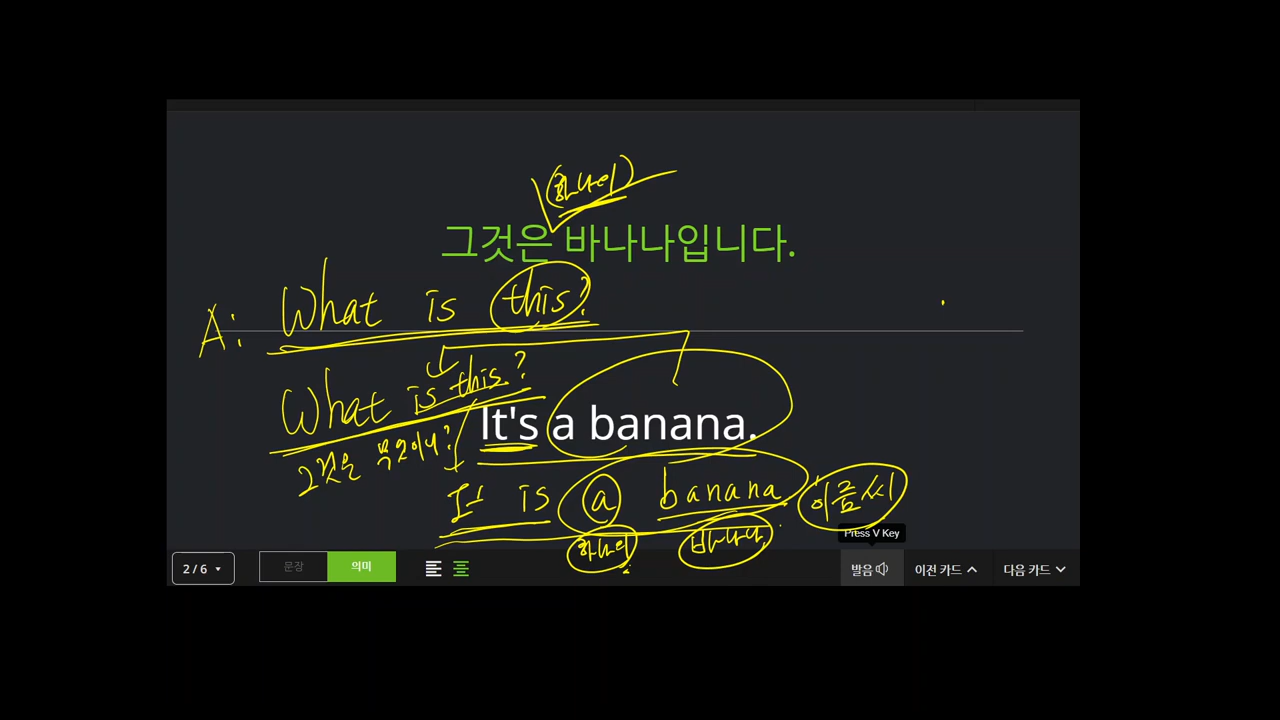 (하나의)
그것은 바나나입니다.
A: What is this?
What is this?
It's a banana.
그것은 무엇이니?
It is a banana 이름씨
하나의 바나나
Press V Key
2 / 6 문장 의미 발음 이전 카드 다음 카드